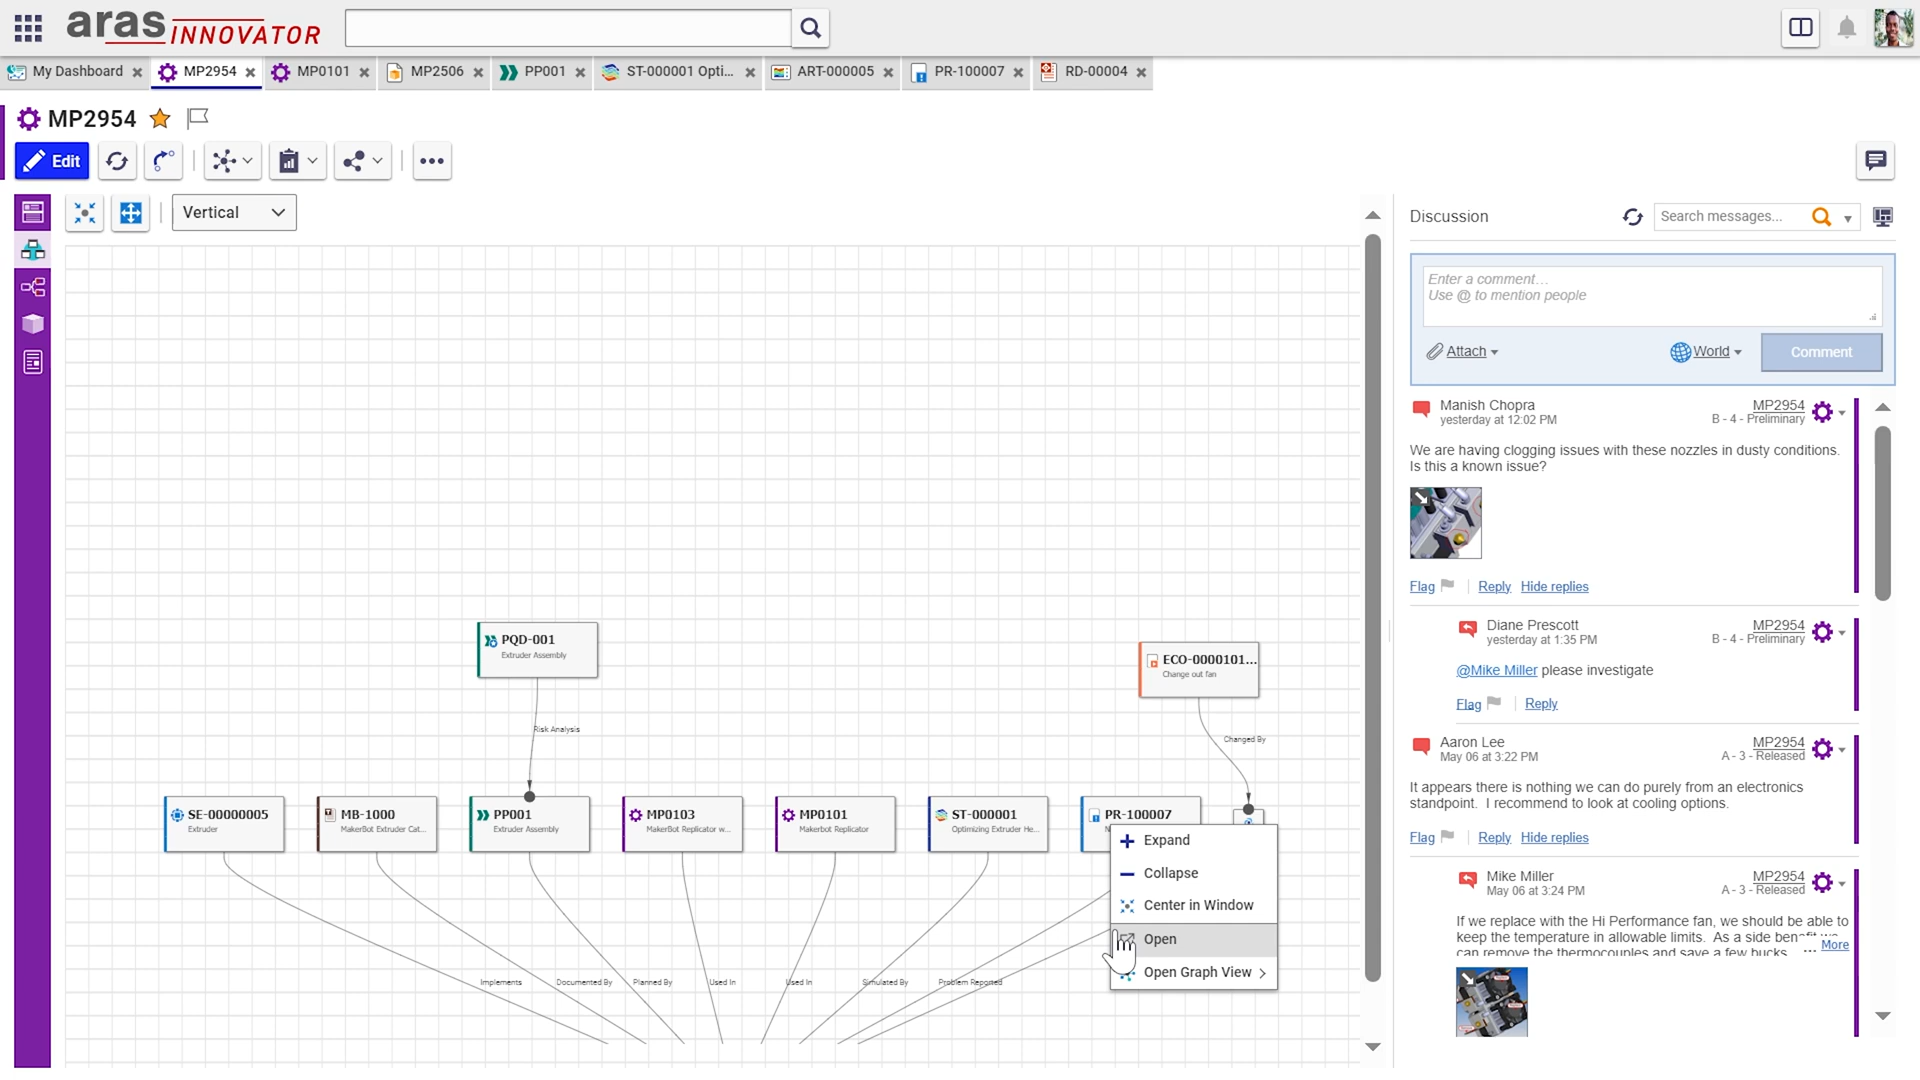 aras INNOVATOR
My Dashboard
MP2954
MP0101
MP2506
PP001
ST-000001 Opti...
ART-000005
PR-100007
RD-00004
MP2954
Edit
Vertical
PQD-001
Extruder Assembly
ECO-0000101...
Change out fan
Risk Analysis
Changed By
SE-00000005
Extruder
MB-1000
MakerBot Extruder Cat...
PP001
Extruder Assembly
MP0103
MakerBot Replicator w...
MP0101
Makerbot Replicator
ST-000001
Optimizing Extruder He...
PR-100007
Expand
Collapse
Center in Window
Open
Open Graph View
Implements
Documented By
Planned By
Used In
Used In
Simulated By
Problem Reported
Discussion
Search messages...
Enter a comment...
Use @ to mention people
Attach
World
Comment
Manish Chopra
yesterday at 12:02 PM
MP2954
B - 4 - Preliminary
We are having clogging issues with these nozzles in dusty conditions.
Is this a known issue?
Flag
Reply
Hide replies
Diane Prescott
yesterday at 1:35 PM
MP2954
B - 4 - Preliminary
@Mike Miller please investigate
Flag
Reply
Aaron Lee
May 06 at 3:22 PM
MP2954
A - 3 - Released
It appears there is nothing we can do purely from an electronics
standpoint. I recommend to look at cooling options.
Flag
Reply
Hide replies
Mike Miller
May 06 at 3:24 PM
MP2954
A - 3 - Released
If we replace with the Hi Performance fan, we should be able to
keep the temperature in allowable limits. As a side benefit we
can remove the thermocouples and save a few bucks. ... More